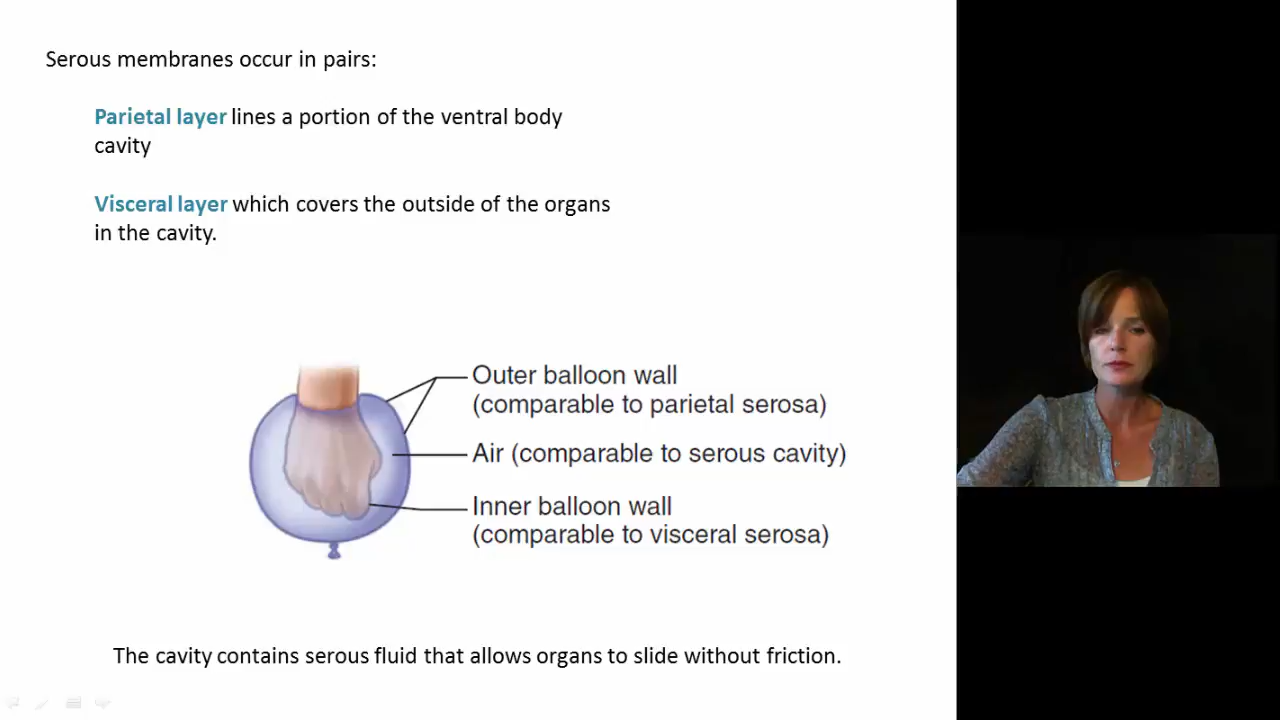 Serous membranes occur in pairs:
Parietal layer lines a portion of the ventral body
cavity
Visceral layer which covers the outside of the organs
in the cavity.
Outer balloon wall
(comparable to parietal serosa)
Air (comparable to serous cavity)
Inner balloon wall
(comparable to visceral serosa)
The cavity contains serous fluid that allows organs to slide without friction.